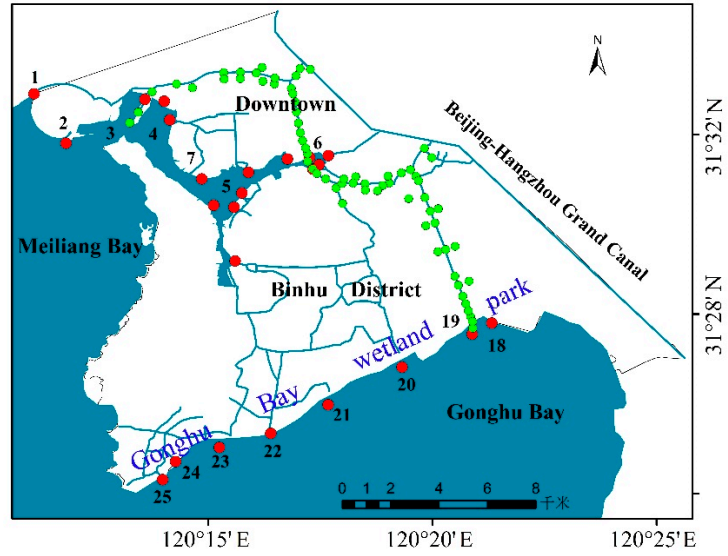 N
1
2
3
4
Downtown
31°32' N
Beijing-Hangzhou Grand Canal
6
7
5
Meiliang Bay
Binhu District
31°28' N
Gonghu Bay wetland park
19
18
20
21
Gonghu Bay
22
23
24
25
0 1 2 4 6 8
千米
120°15' E
120°20' E
120°25' E